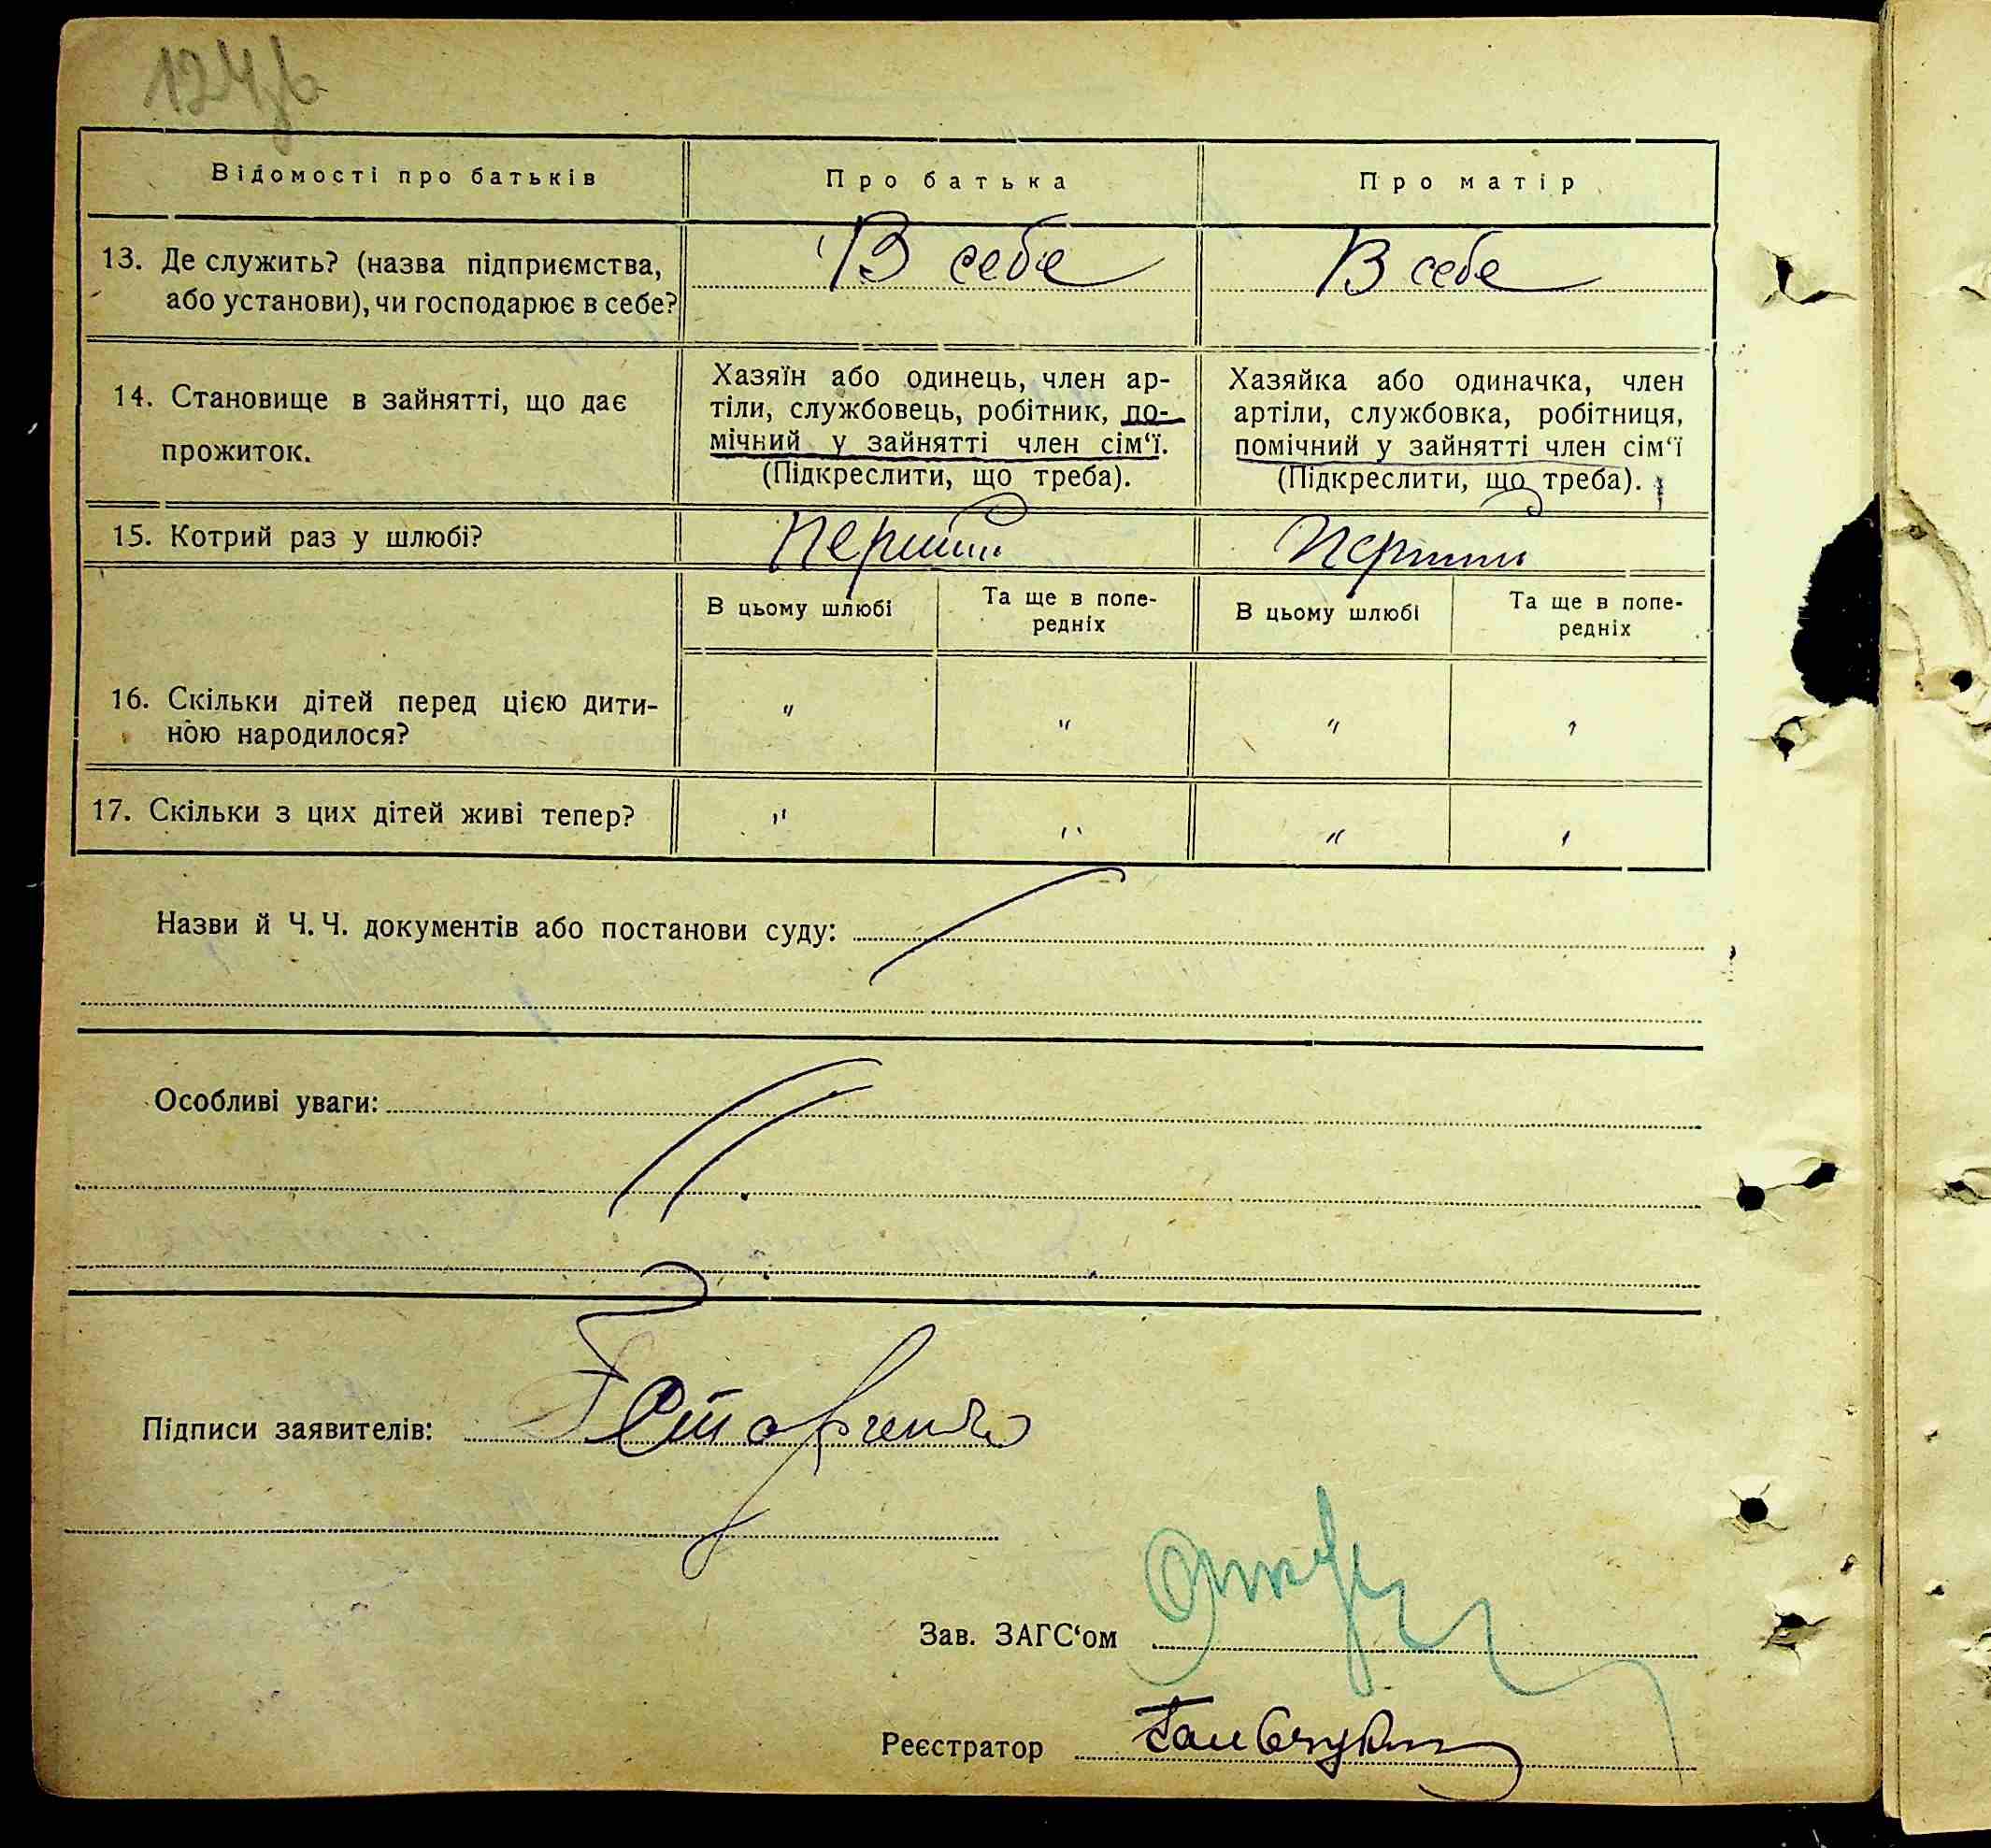 Відомості про батьків
Про батька
Про матір
13. Де служить? (назва підприємства,
або установи), чи господарює в себе?
В себе
В себе
14. Становище в зайнятті, що дає
прожиток.
Хазяїн або одинець, член ар-
тіли, службовець, робітник, по-
мічний у зайнятті член сім‘ї.
(Підкреслити, що треба).
Хазяйка або одиначка, член
артіли, службовка, робітниця,
помічний у зайнятті член сім‘ї
(Підкреслити, що треба).
15. Котрий раз у шлюбі?
Перший
Перший
В цьому шлюбі
Та ще в попе-
редніх
В цьому шлюбі
Та ще в попе-
редніх
16. Скільки дітей перед цією дити-
ною народилося?
" " " "
17. Скільки з цих дітей живі тепер?
" " " "
Назви й Ч. Ч. документів або постанови суду:
Особливі уваги:
Підписи заявителів:
Зав. ЗАГС‘ом
Реєстратор